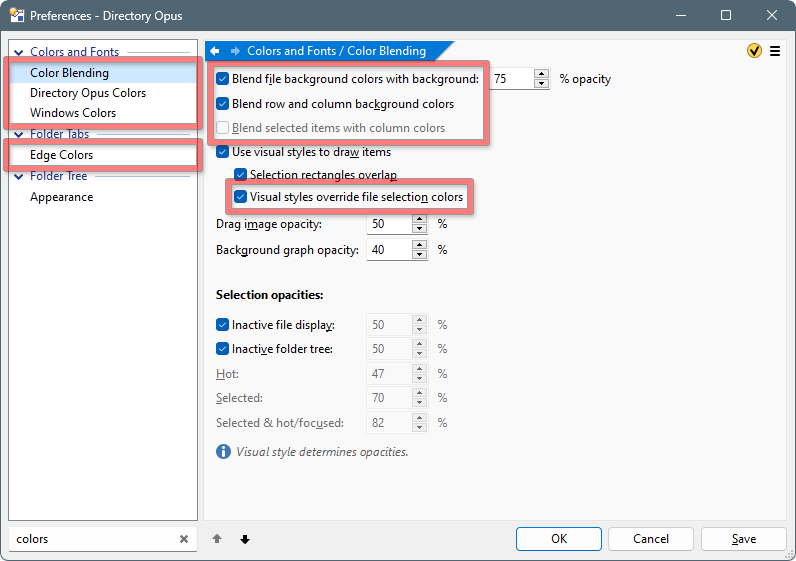 Preferences - Directory Opus
Colors and Fonts
Color Blending
Directory Opus Colors
Windows Colors
Folder Tabs
Edge Colors
Folder Tree
Appearance
colors
Colors and Fonts / Color Blending
Blend file background colors with background: 75 % opacity
Blend row and column background colors
Blend selected items with column colors
Use visual styles to draw items
Selection rectangles overlap
Visual styles override file selection colors
Drag image opacity: 50 %
Background graph opacity: 40 %
Selection opacities:
Inactive file display: 50 %
Inactive folder tree: 50 %
Hot: 47 %
Selected: 70 %
Selected & hot/focused: 82 %
Visual style determines opacities.
OK Cancel Save